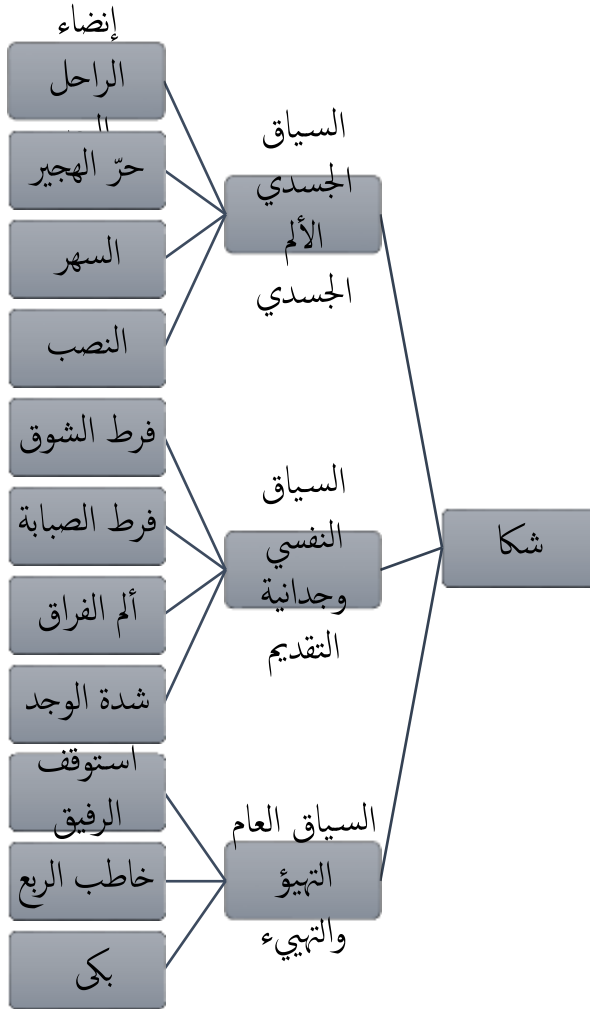 شكا
السياق
الجسدي
الألم
الجسدي
إنضاء
الراحل
حرّ الهجير
السهر
النصب
السياق
النفسي
وجدانية
التقديم
فرط الشوق
فرط الصبابة
ألم الفراق
شدة الوجد
السياق العام
التهيؤ
والتهييء
استوقف
الرفيق
خاطب الربع
بكى